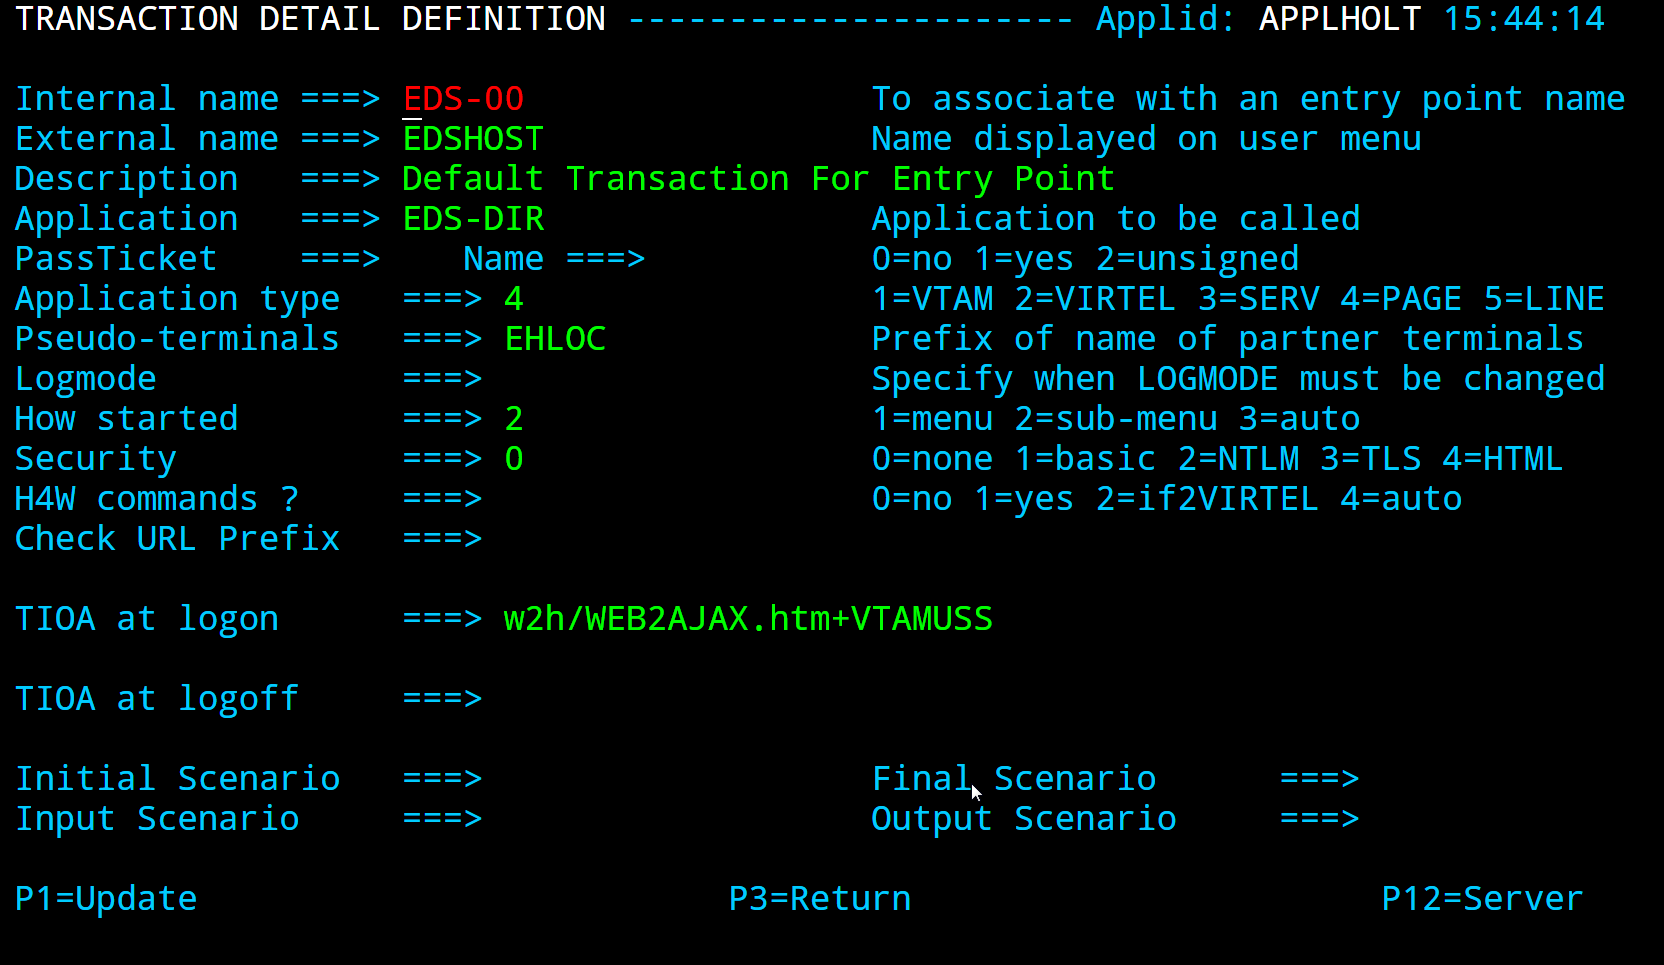 TRANSACTION DETAIL DEFINITION ---------------------- Applid: APPLHOLT 15:44:14
Internal name ===> EDS-00 To associate with an entry point name
External name ===> EDSHOST Name displayed on user menu
Description ===> Default Transaction For Entry Point
Application ===> EDS-DIR Application to be called
PassTicket ===> Name ===> 0=no 1=yes 2=unsigned
Application type ===> 4 1=VTAM 2=VIRTEL 3=SERV 4=PAGE 5=LINE
Pseudo-terminals ===> EHLOC Prefix of name of partner terminals
Logmode ===> Specify when LOGMODE must be changed
How started ===> 2 1=menu 2=sub-menu 3=auto
Security ===> 0 0=none 1=basic 2=NTLM 3=TLS 4=HTML
H4W commands ? ===> 0=no 1=yes 2=if2VIRTEL 4=auto
Check URL Prefix ===>
TIOA at logon ===> w2h/WEB2AJAX.htm+VTAMUSS
TIOA at logoff ===>
Initial Scenario ===> Final Scenario ===>
Input Scenario ===> Output Scenario ===>
P1=Update P3=Return P12=Server